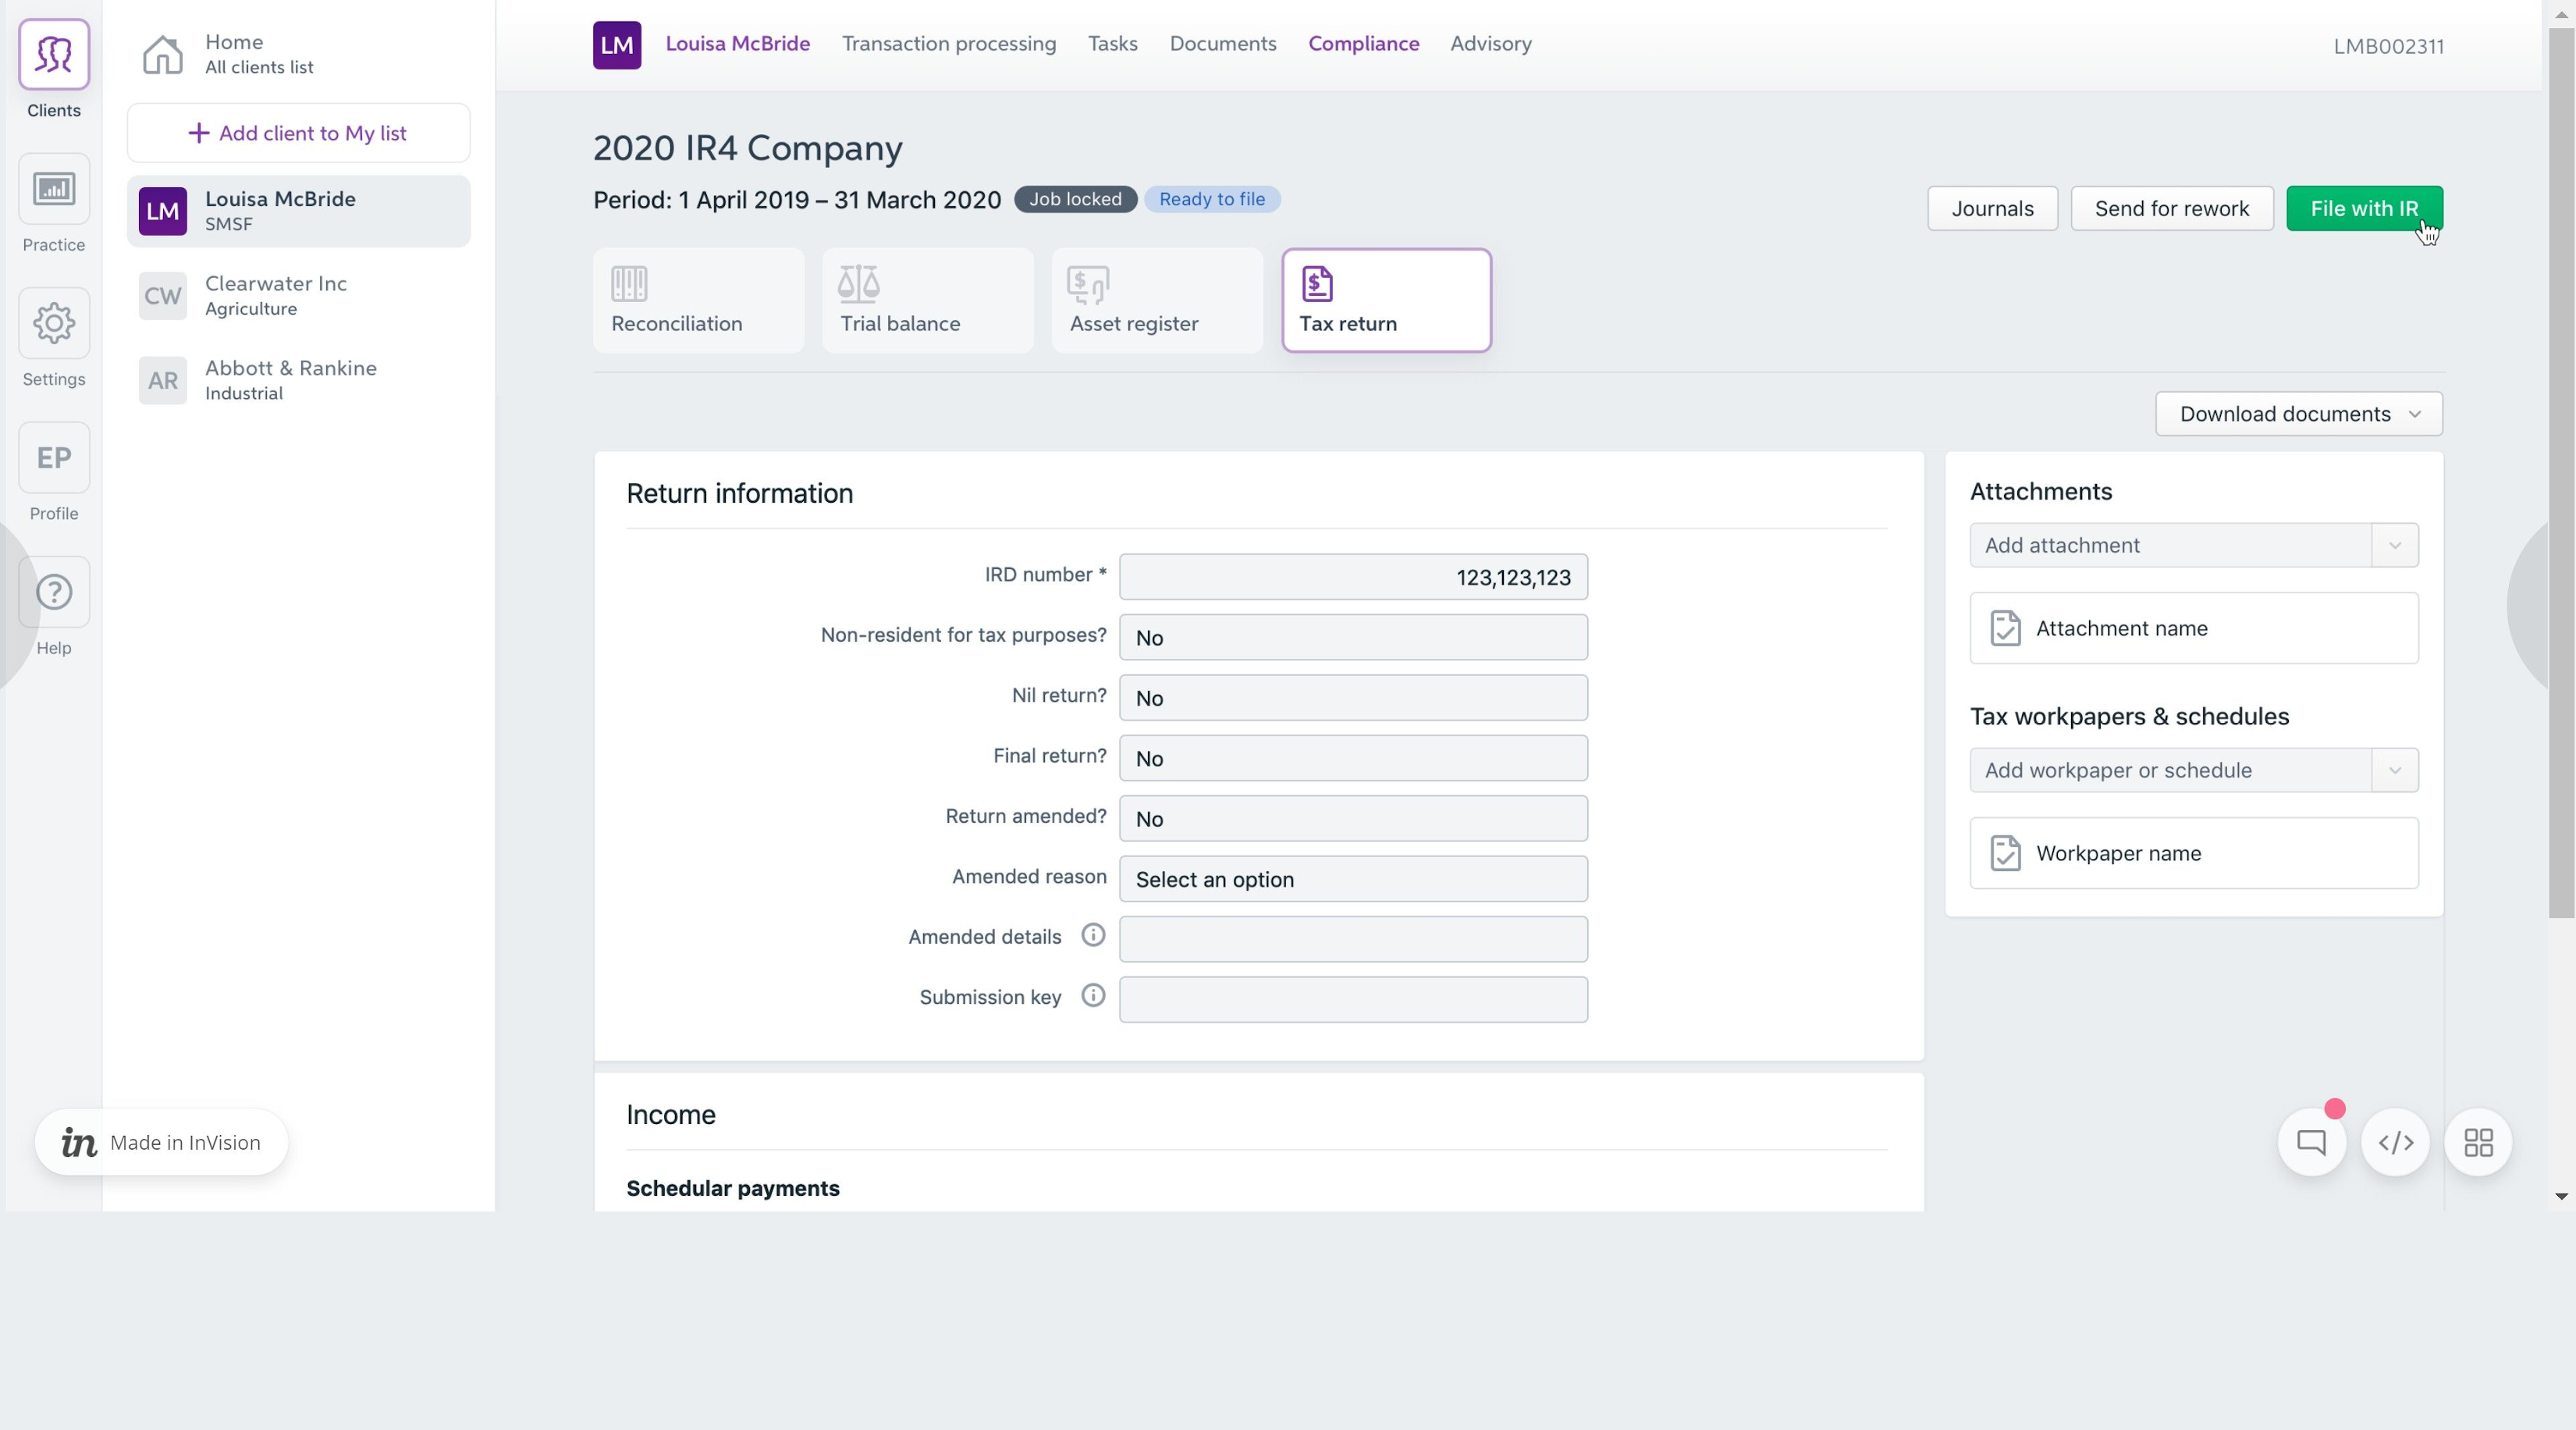 Clients
Practice
Settings
EP
Profile
Help
Home
All clients list
+ Add client to My list
LM
Louisa McBride
SMSF
CW
Clearwater Inc
Agriculture
AR
Abbott & Rankine
Industrial
in Made in InVision
LM Louisa McBride Transaction processing Tasks Documents Compliance Advisory LMB002311
2020 IR4 Company
Period: 1 April 2019 – 31 March 2020 Job locked Ready to file
Journals Send for rework File with IR
Reconciliation Trial balance Asset register Tax return
Download documents
Return information
IRD number * 123,123,123
Non-resident for tax purposes? No
Nil return? No
Final return? No
Return amended? No
Amended reason Select an option
Amended details
Submission key
Income
Schedular payments
Attachments
Add attachment
Attachment name
Tax workpapers & schedules
Add workpaper or schedule
Workpaper name